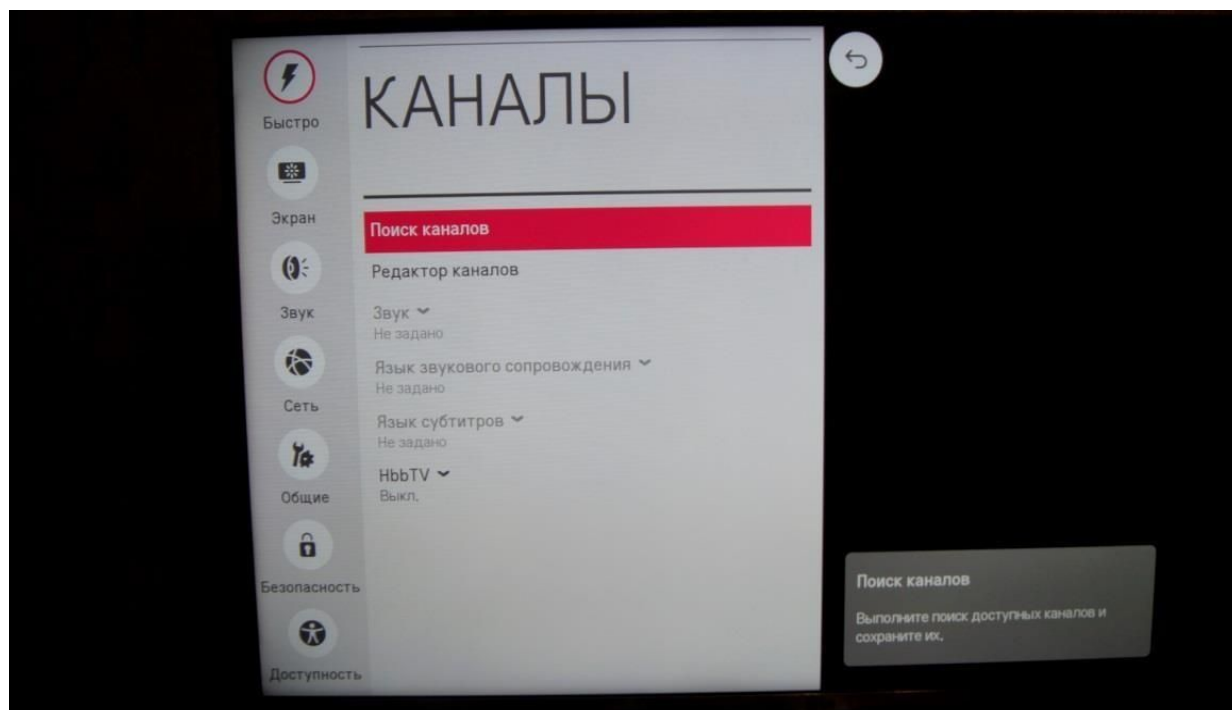 КАНАЛЫ
Быстро
Экран
Звук
Сеть
Общие
Безопасность
Доступность
Поиск каналов
Редактор каналов
Звук
Не задано
Язык звукового сопровождения
Не задано
Язык субтитров
Не задано
HbbTV
Выкл.
Поиск каналов
Выполните поиск доступных каналов и
сохраните их.